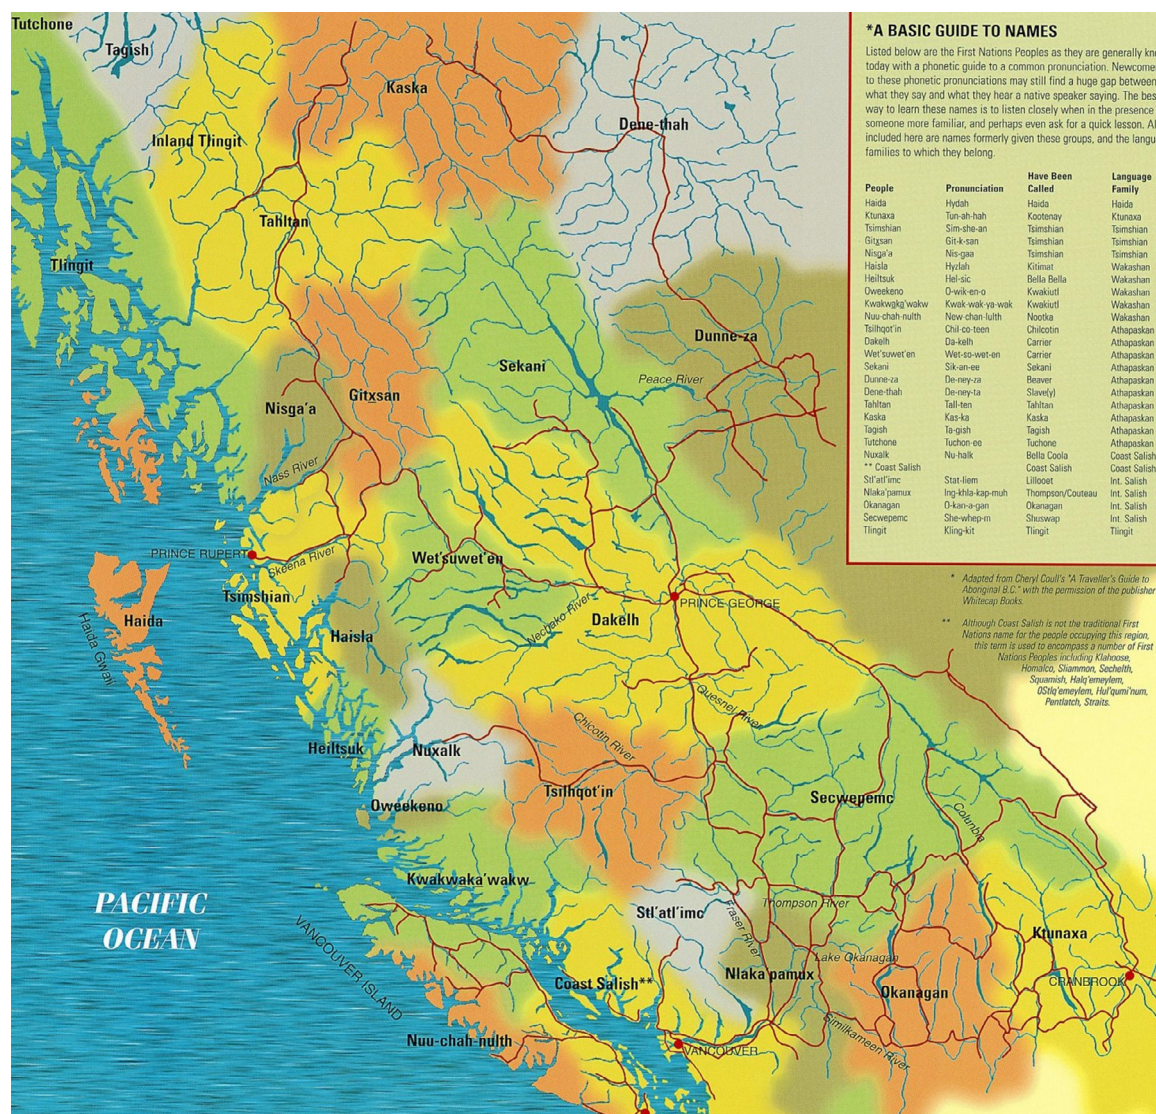 Tutchone
Tagish
Kaska
Dene-thah
Inland Tlingit
Tahltan
Tlingit
Dunne-za
Sekani
Peace River
Nisga'a
Gitxsan
Nass River
PRINCE RUPERT
Skeena River
Wet'suwet'en
Tsimshian
Haida
Haida Gwaii
Haisla
Nechako River
Dakelh
PRINCE GEORGE
Quesnel River
Chicotin River
Heiltsuk
Nuxalk
Tsilhqot'in
Secwepemc
Oweekeno
Columbia
Kwakwaka'wakw
PACIFIC
OCEAN
VANCOUVER ISLAND
Stl'atl'imc
Fraser River
Thompson River
Lake Okanagan
Ktunaxa
Coast Salish**
Nlaka pamux
Okanagan
CRANBROOK
Similkameen River
Nuu-chah-nulth
VANCOUVER
*A BASIC GUIDE TO NAMES
Listed below are the First Nations Peoples as they are generally kn
today with a phonetic guide to a common pronunciation. Newcome
to these phonetic pronunciations may still find a huge gap between
what they say and what they hear a native speaker saying. The bes
way to learn these names is to listen closely when in the presence
someone more familiar, and perhaps even ask for a quick lesson. Al
included here are names formerly given these groups, and the langu
families to which they belong.
People Pronunciation Have Been Called Language Family
Haida Hydah Haida Haida
Ktunaxa Tun-ah-hah Kootenay Ktunaxa
Tsimshian Sim-she-an Tsimshian Tsimshian
Gitxsan Git-k-san Tsimshian Tsimshian
Nisga'a Nis-gaa Tsimshian Tsimshian
Haisla Hyzlah Kitimat Wakashan
Heiltsuk Hel-sic Bella Bella Wakashan
Oweekeno O-wik-en-o Kwakiutl Wakashan
Kwakwaka'wakw Kwak-wak-ya-wak Kwakiutl Wakashan
Nuu-chah-nulth New-chan-lulth Nootka Wakashan
Tsilhqot'in Chil-co-teen Chilcotin Athapaskan
Dakelh Da-kelh Carrier Athapaskan
Wet'suwet'en Wet-so-wet-en Carrier Athapaskan
Sekani Sik-an-ee Sekani Athapaskan
Dunne-za De-ney-za Beaver Athapaskan
Dene-thah De-ney-ta Slave(y) Athapaskan
Tahltan Tall-ten Tahltan Athapaskan
Kaska Kas-ka Kaska Athapaskan
Tagish Ta-gish Tagish Athapaskan
Tutchone Tuchon-ee Tuchone Athapaskan
Nuxalk Nu-halk Bella Coola Coast Salish
** Coast Salish Coast Salish Coast Salish
Stl'atl'imc Stat-liem Lillooet Int. Salish
Nlaka'pamux Ing-khla-kap-muh Thompson/Couteau Int. Salish
Okanagan O-kan-a-gan Okanagan Int. Salish
Secwepemc She-whep-m Shuswap Int. Salish
Tlingit Kling-kit Tlingit Tlingit
* Adapted from Cheryl Coull's "A Traveller's Guide to
Aboriginal B.C." with the permission of the publisher
Whitecap Books.
** Although Coast Salish is not the traditional First
Nations name for the people occupying this region,
this term is used to encompass a number of First
Nations Peoples including Klahoose,
Homalco, Sliammon, Sechelth,
Squamish, Halq'emeylem,
OStlq'emeylem, Hul'qumi'num,
Pentlatch, Straits.